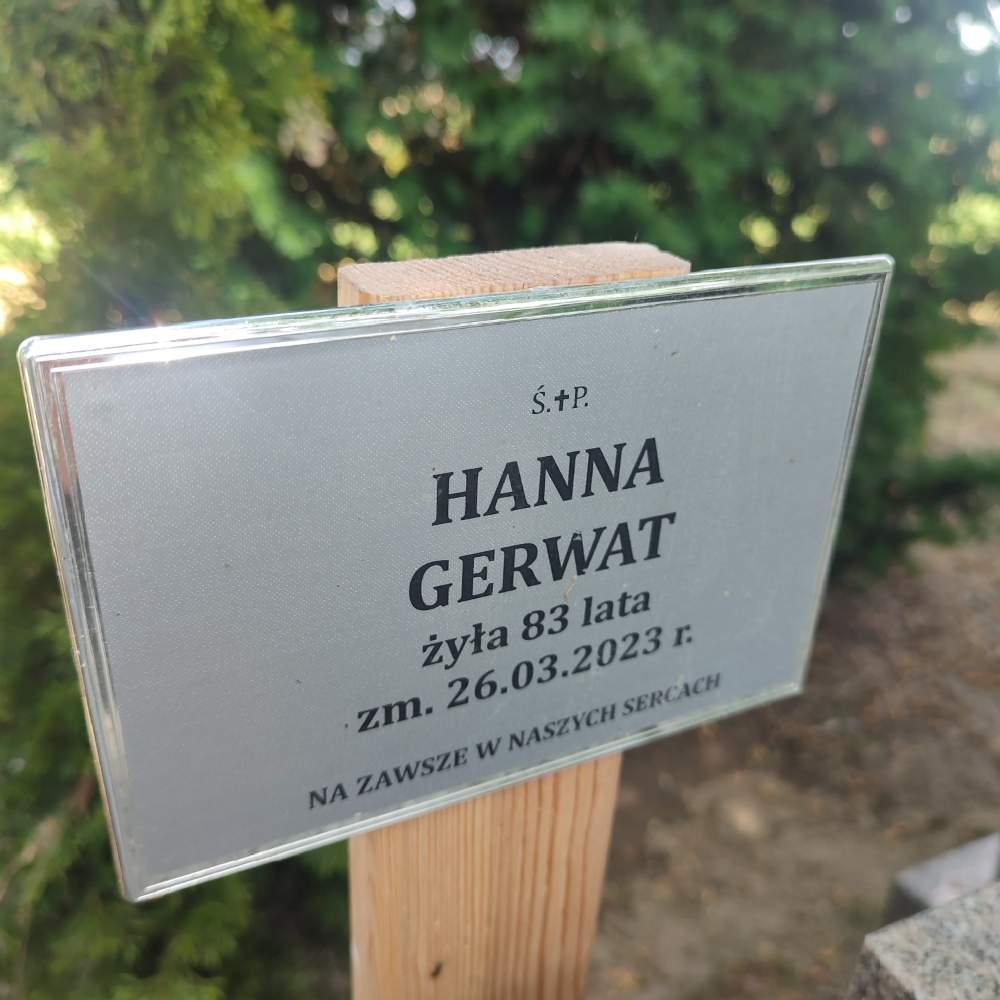 Ś.✝P.
HANNA
GERWAT
żyła 83 lata
zm. 26.03.2023 r.
NA ZAWSZE W NASZYCH SERCACH